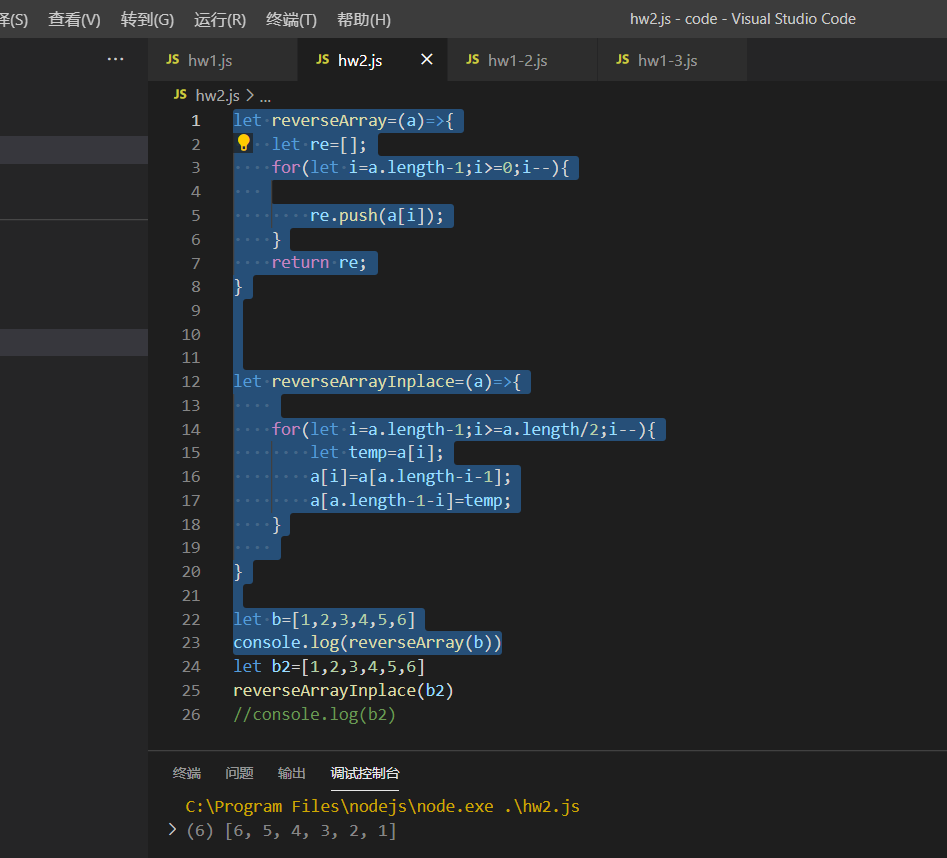 择(S) 查看(V) 转到(G) 运行(R) 终端(T) 帮助(H) hw2.js - code - Visual Studio Code
··· JS hw1.js JS hw2.js × JS hw1-2.js JS hw1-3.js
JS hw2.js > ...
1 let reverseArray=(a)=>{
2 let re=[];
3 for(let i=a.length-1;i>=0;i--){
4
5 re.push(a[i]);
6 }
7 return re;
8 }
9
10
11
12 let reverseArrayInplace=(a)=>{
13
14 for(let i=a.length-1;i>=a.length/2;i--){
15 let temp=a[i];
16 a[i]=a[a.length-i-1];
17 a[a.length-1-i]=temp;
18 }
19
20 }
21
22 let b=[1,2,3,4,5,6]
23 console.log(reverseArray(b))
24 let b2=[1,2,3,4,5,6]
25 reverseArrayInplace(b2)
26 //console.log(b2)
终端 问题 输出 调试控制台
C:\Program Files\nodejs\node.exe .\hw2.js
> (6) [6, 5, 4, 3, 2, 1]